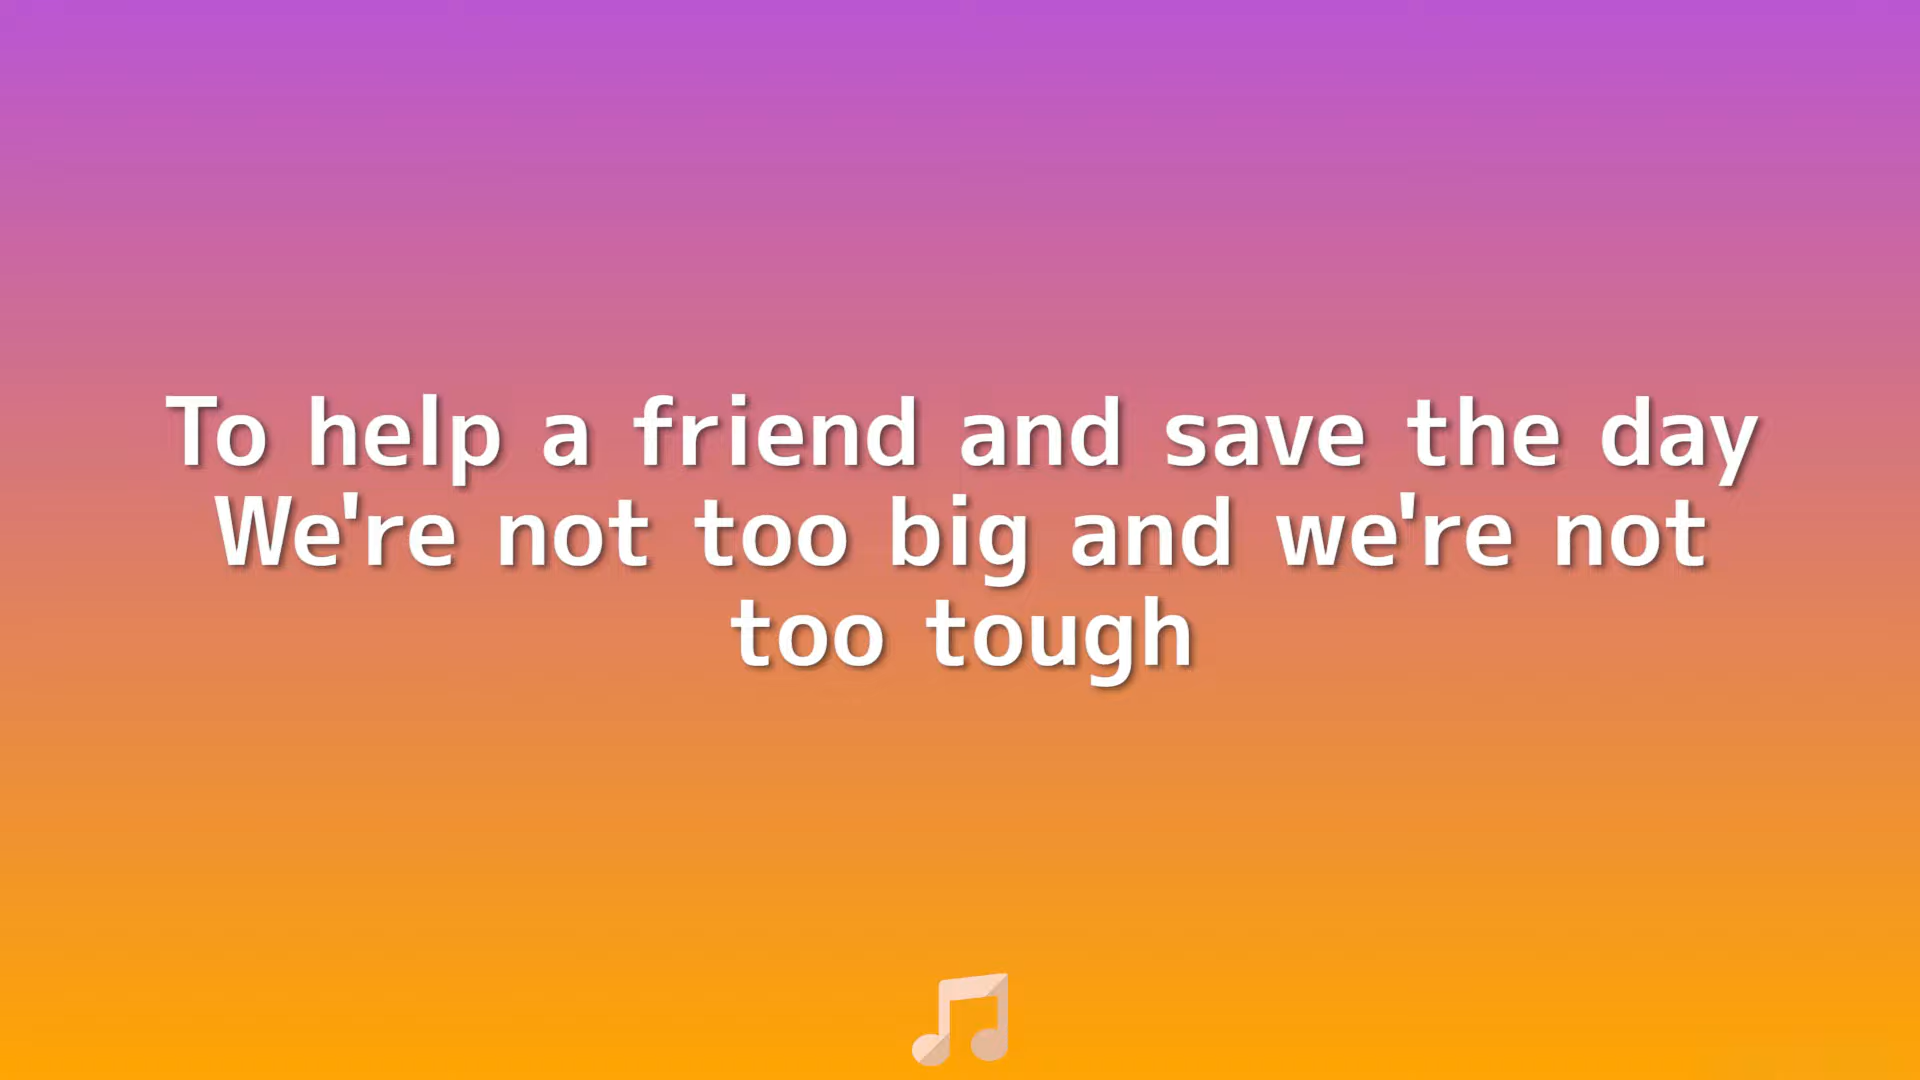 To help a friend and save the day
We're not too big and we're not
too tough